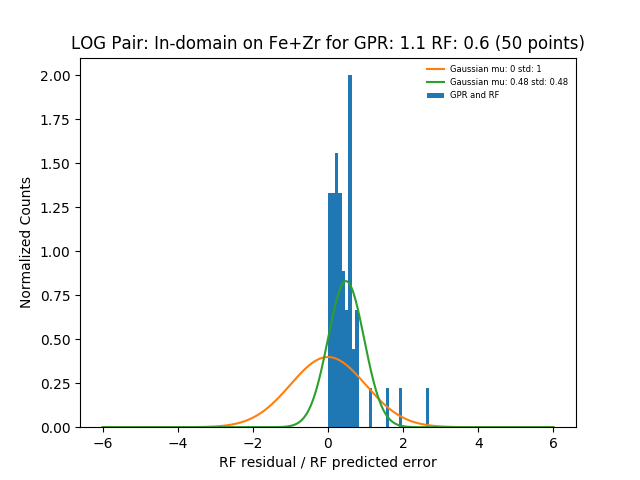 LOG Pair: In-domain on Fe+Zr for GPR: 1.1 RF: 0.6 (50 points)
Gaussian mu: 0 std: 1
Gaussian mu: 0.48 std: 0.48
GPR and RF
Normalized Counts
2.00
1.75
1.50
1.25
1.00
0.75
0.50
0.25
0.00
−6
−4
−2
0
2
4
6
RF residual / RF predicted error